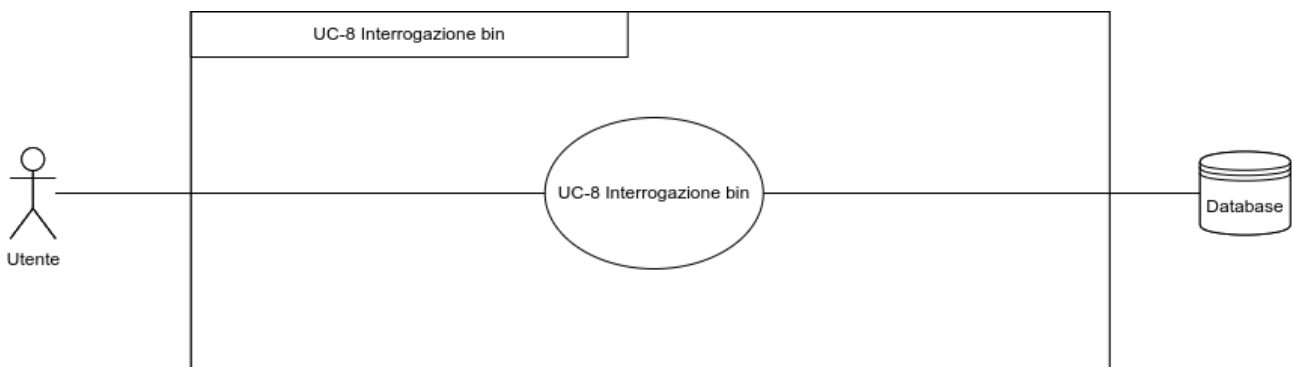 UC-8 Interrogazione bin
UC-8 Interrogazione bin
Database
Utente